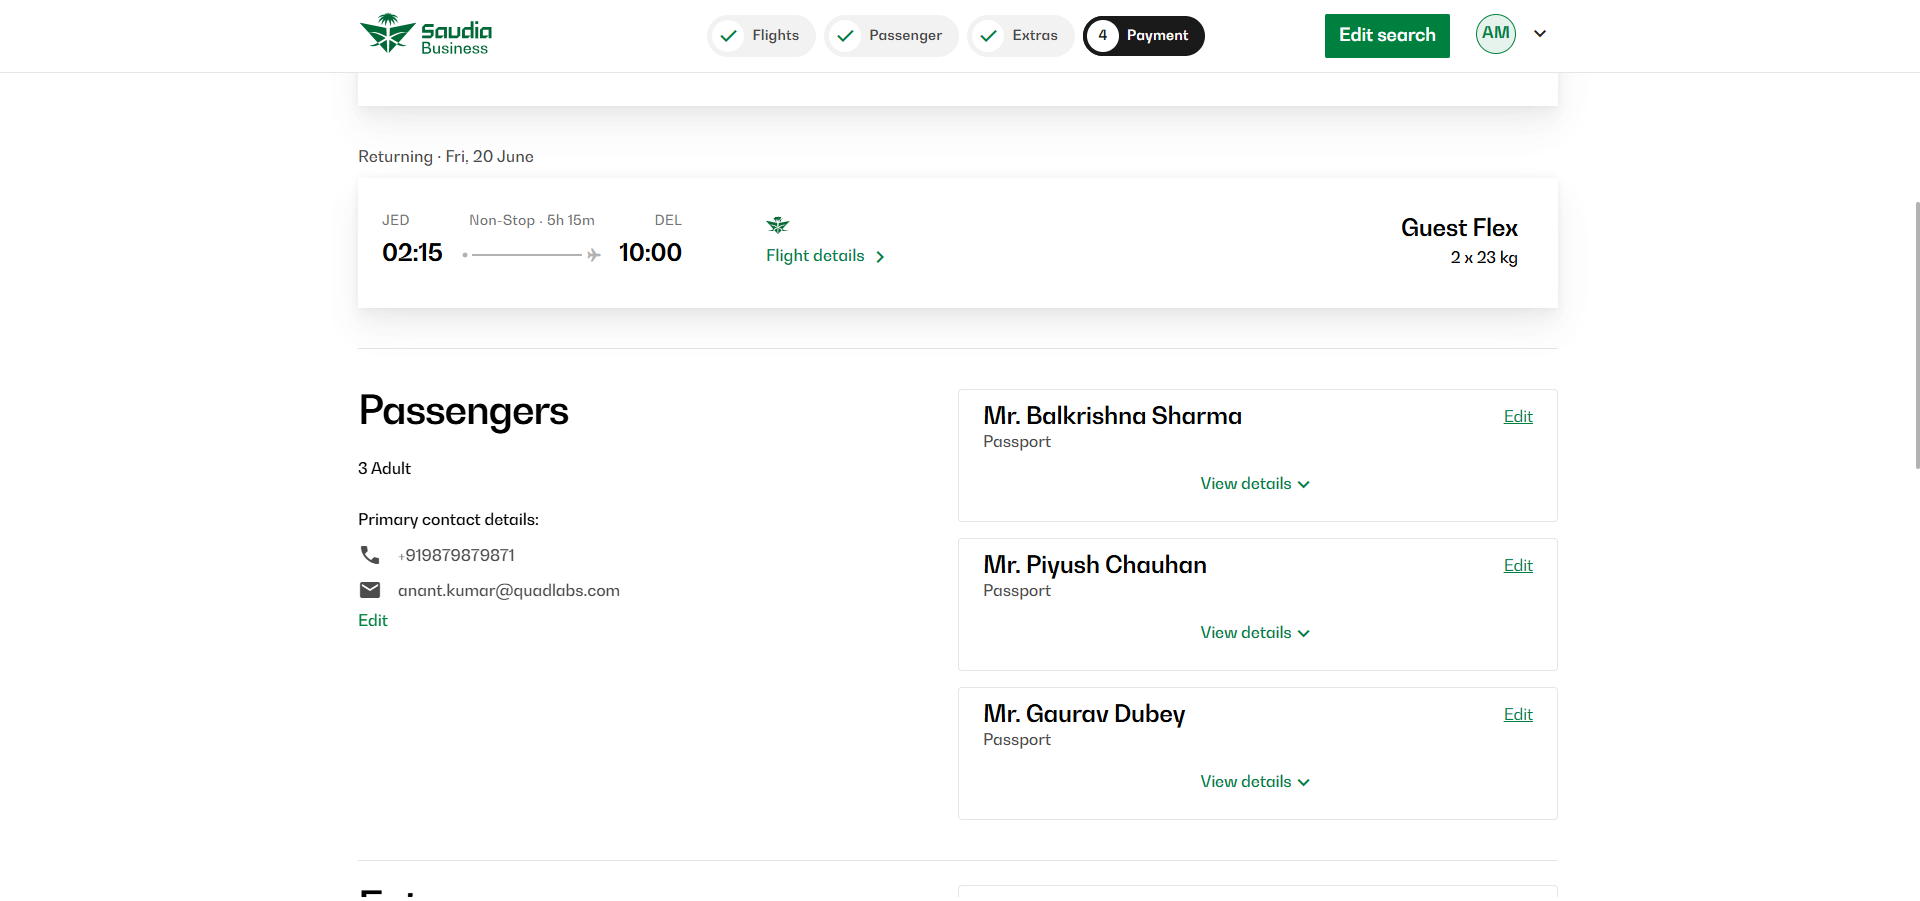 Saudia
Business
Flights
Passenger
Extras
4 Payment
Edit search
AM
Returning · Fri, 20 June
JED Non-Stop · 5h 15m DEL
02:15 10:00
Flight details
Guest Flex
2 x 23 kg
Passengers
3 Adult
Primary contact details:
+919879879871
anant.kumar@quadlabs.com
Edit
Mr. Balkrishna Sharma Edit
Passport
View details
Mr. Piyush Chauhan Edit
Passport
View details
Mr. Gaurav Dubey Edit
Passport
View details